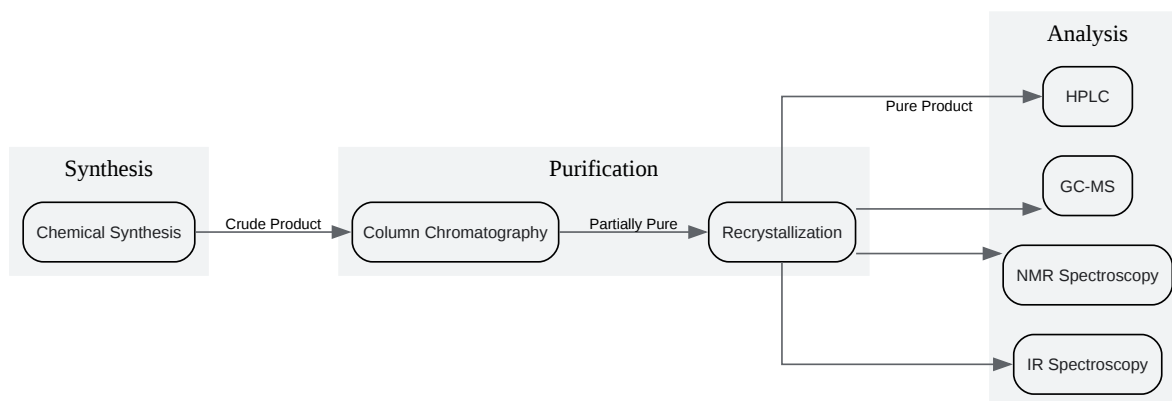 Synthesis
Chemical Synthesis
Crude Product
Purification
Column Chromatography
Partially Pure
Recrystallization
Pure Product
Analysis
HPLC
GC-MS
NMR Spectroscopy
IR Spectroscopy